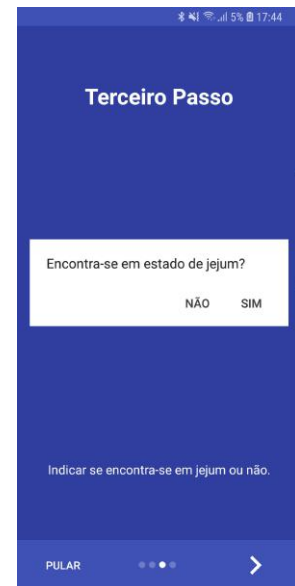 5% 17:44
Terceiro Passo
Encontra-se em estado de jejum?
NÃO SIM
Indicar se encontra-se em jejum ou não.
PULAR